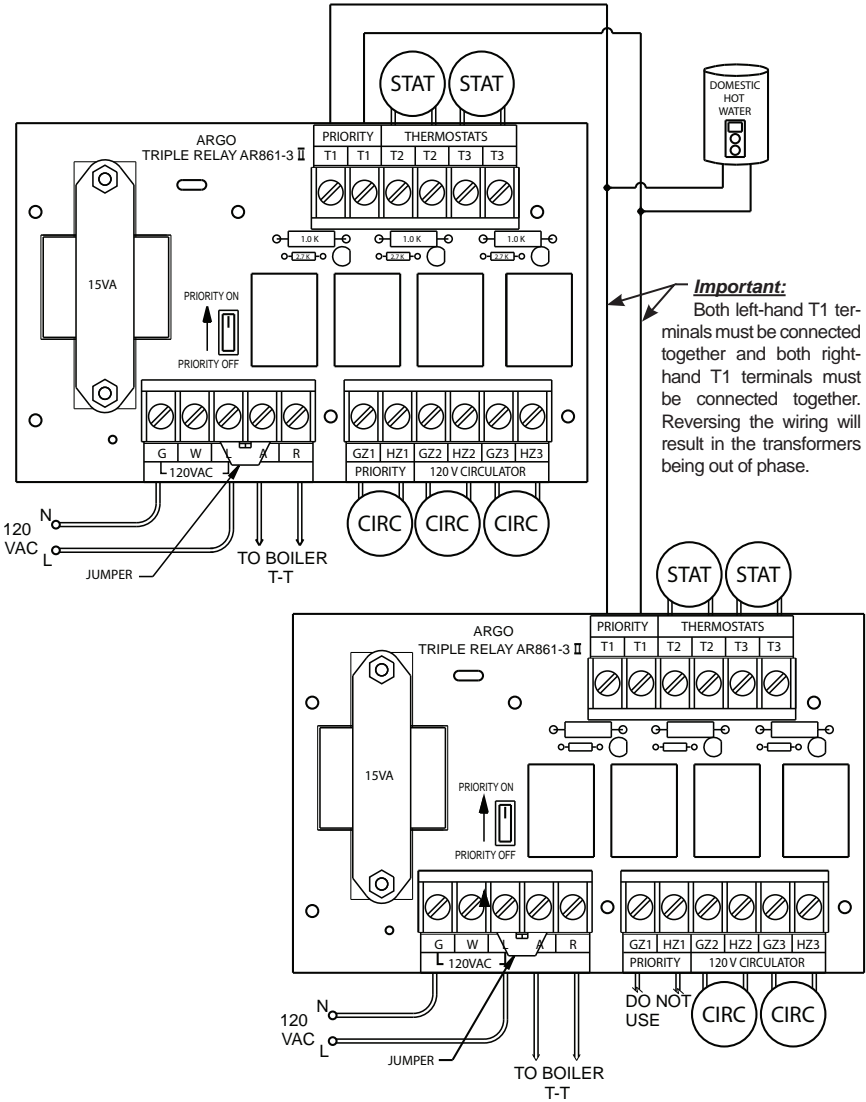 STAT STAT
DOMESTIC
HOT
WATER
ARGO
TRIPLE RELAY AR861-3 II
PRIORITY THERMOSTATS
T1 T1 T2 T2 T3 T3
1.0 K 1.0 K 1.0 K
2.7 K 2.7 K 2.7 K
15VA
PRIORITY ON
PRIORITY OFF
Important:
Both left-hand T1 ter-
minals must be connected
together and both right-
hand T1 terminals must
be connected together.
Reversing the wiring will
result in the transformers
being out of phase.
G W L A R
120VAC
GZ1 HZ1 GZ2 HZ2 GZ3 HZ3
PRIORITY 120 V CIRCULATOR
CIRC CIRC CIRC
120
VAC
N
L
JUMPER
TO BOILER
T-T
STAT STAT
ARGO
TRIPLE RELAY AR861-3 II
PRIORITY THERMOSTATS
T1 T1 T2 T2 T3 T3
15VA
PRIORITY ON
PRIORITY OFF
G W L A R
120VAC
GZ1 HZ1 GZ2 HZ2 GZ3 HZ3
PRIORITY 120 V CIRCULATOR
DO NOT
USE
CIRC CIRC
120
VAC
N
L
JUMPER
TO BOILER
T-T